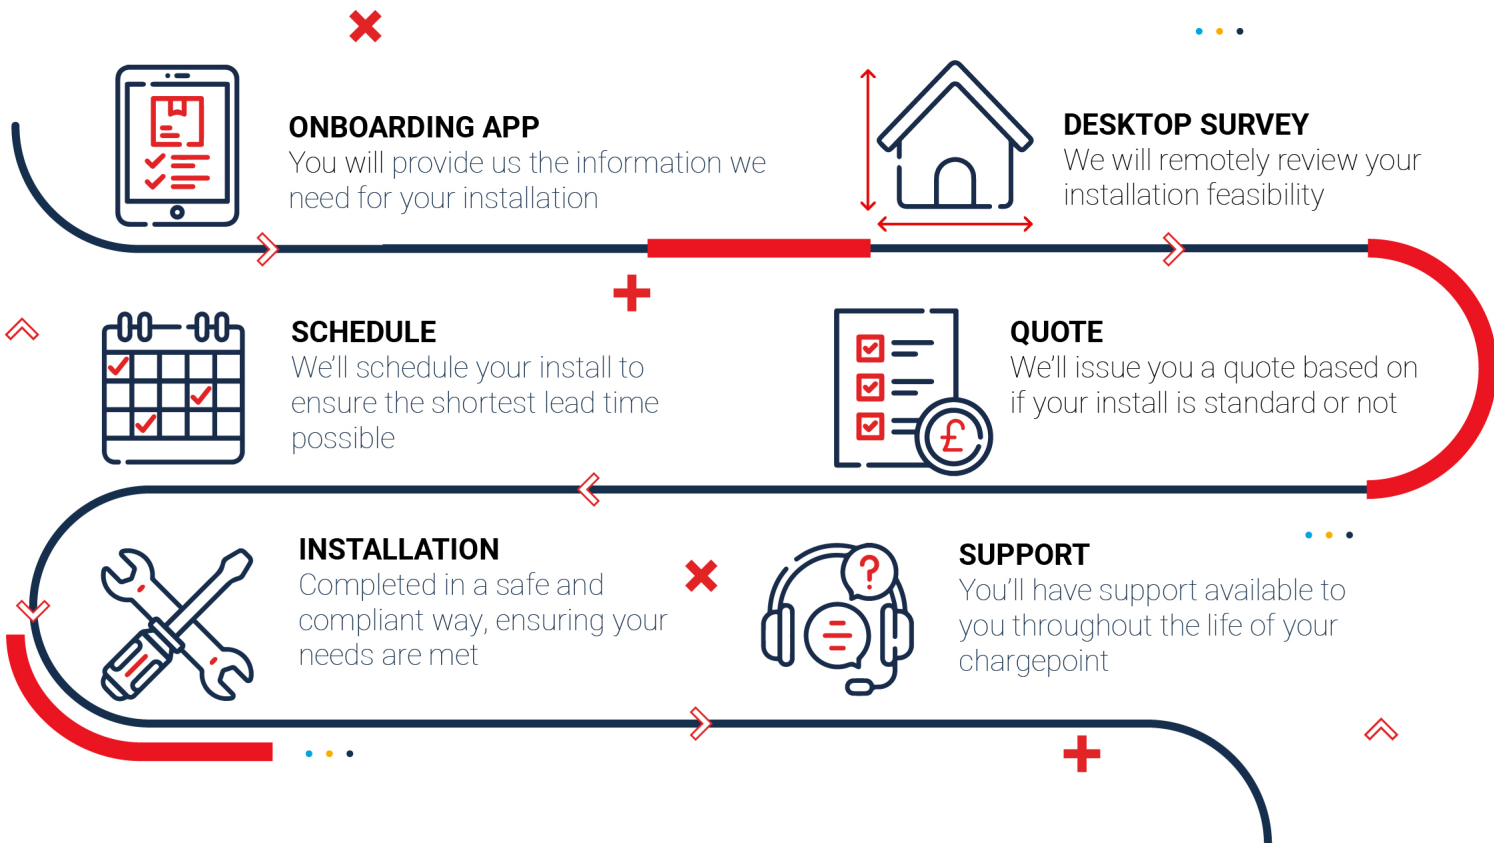 ONBOARDING APP
You will provide us the information we
need for your installation
DESKTOP SURVEY
We will remotely review your
installation feasibility
QUOTE
We'll issue you a quote based on
if your install is standard or not
£
SCHEDULE
We'll schedule your install to
ensure the shortest lead time
possible
INSTALLATION
Completed in a safe and
compliant way, ensuring your
needs are met
?
SUPPORT
You'll have support available to
you throughout the life of your
chargepoint